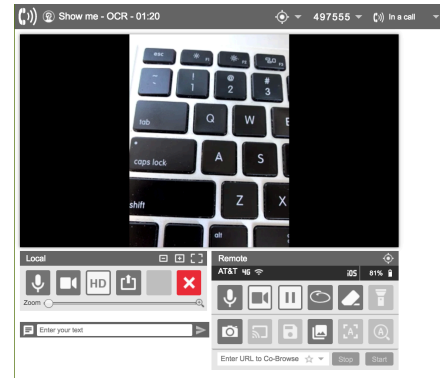 Show me - OCR - 01:20
497555
In a call
esc
F1
F2
F3
~
!
1
@
2
#
3
tab
Q
W
E
caps lock
A
S
shift
Z
X
alt
Local
Remote
HD
AT&T 4G
iOS
81%
Zoom
Enter your text
A
A
Enter URL to Co-Browse
Stop
Start